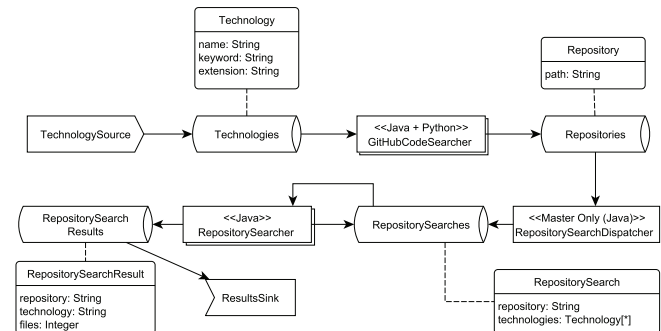 Technology
name: String
keyword: String
extension: String
Repository
path: String
TechnologySource
Technologies
<<Java + Python>>
GitHubCodeSearcher
Repositories
RepositorySearch
Results
<<Java>>
RepositorySearcher
RepositorySearches
<<Master Only (Java)>>
RepositorySearchDispatcher
RepositorySearchResult
repository: String
technology: String
files: Integer
ResultsSink
RepositorySearch
repository: String
technologies: Technology[*]